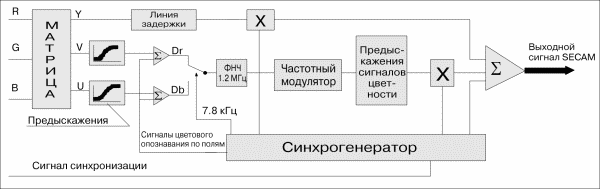 R
G
B
МАТРИЦА
Y
V
U
Линия
задержки
X
Предыскажения
Σ
Dr
Σ
Db
7.8 кГц
Сигналы цветового
опознавания по полям
ФНЧ
1.2 МГц
Частотный
модулятор
Предыс-
кажения
сигналов
цвет-
ности
X
Σ
Выходной
сигнал SECAM
Синхрогенератор
Сигнал синхронизации